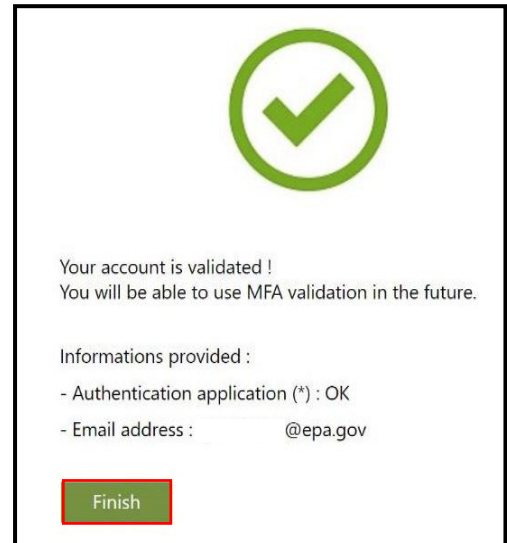 Your account is validated !
You will be able to use MFA validation in the future.
Informations provided :
- Authentication application (*) : OK
- Email address : @epa.gov
Finish